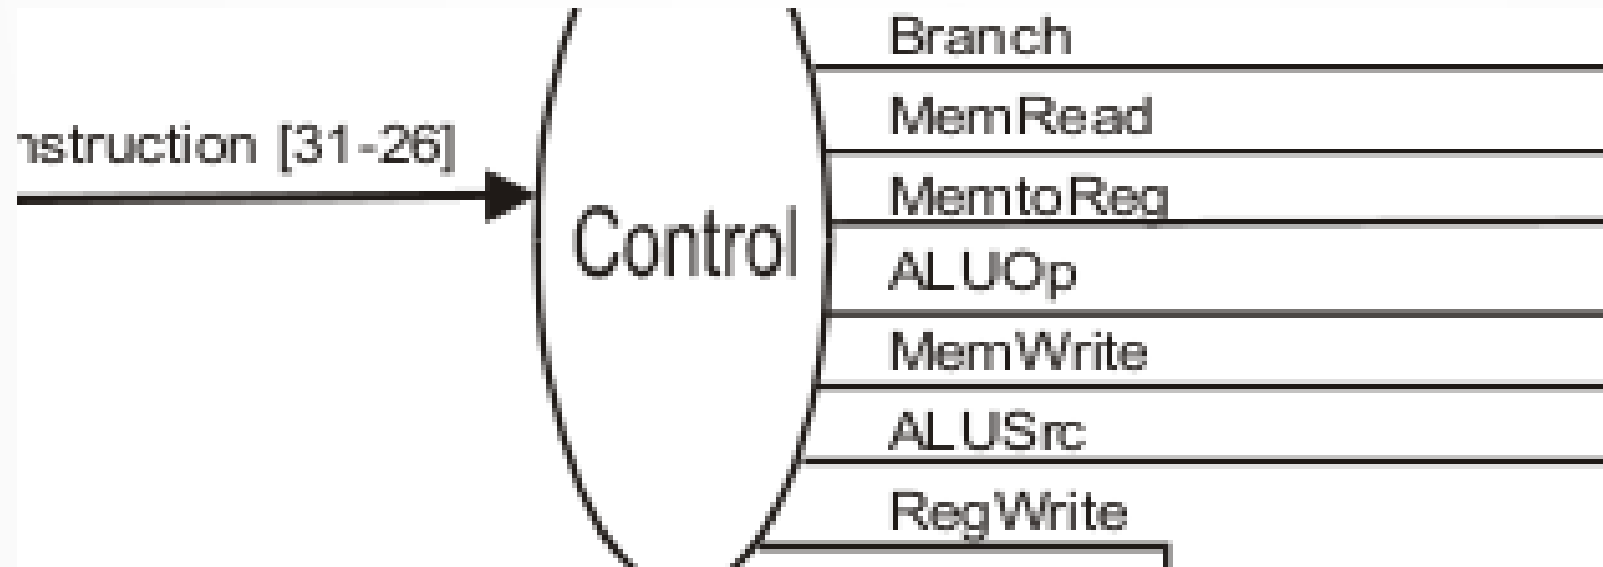 Branch
MemRead
nstruction [31-26]
MemtoReg
Control
ALUOp
MemWrite
ALUSrc
RegWrite